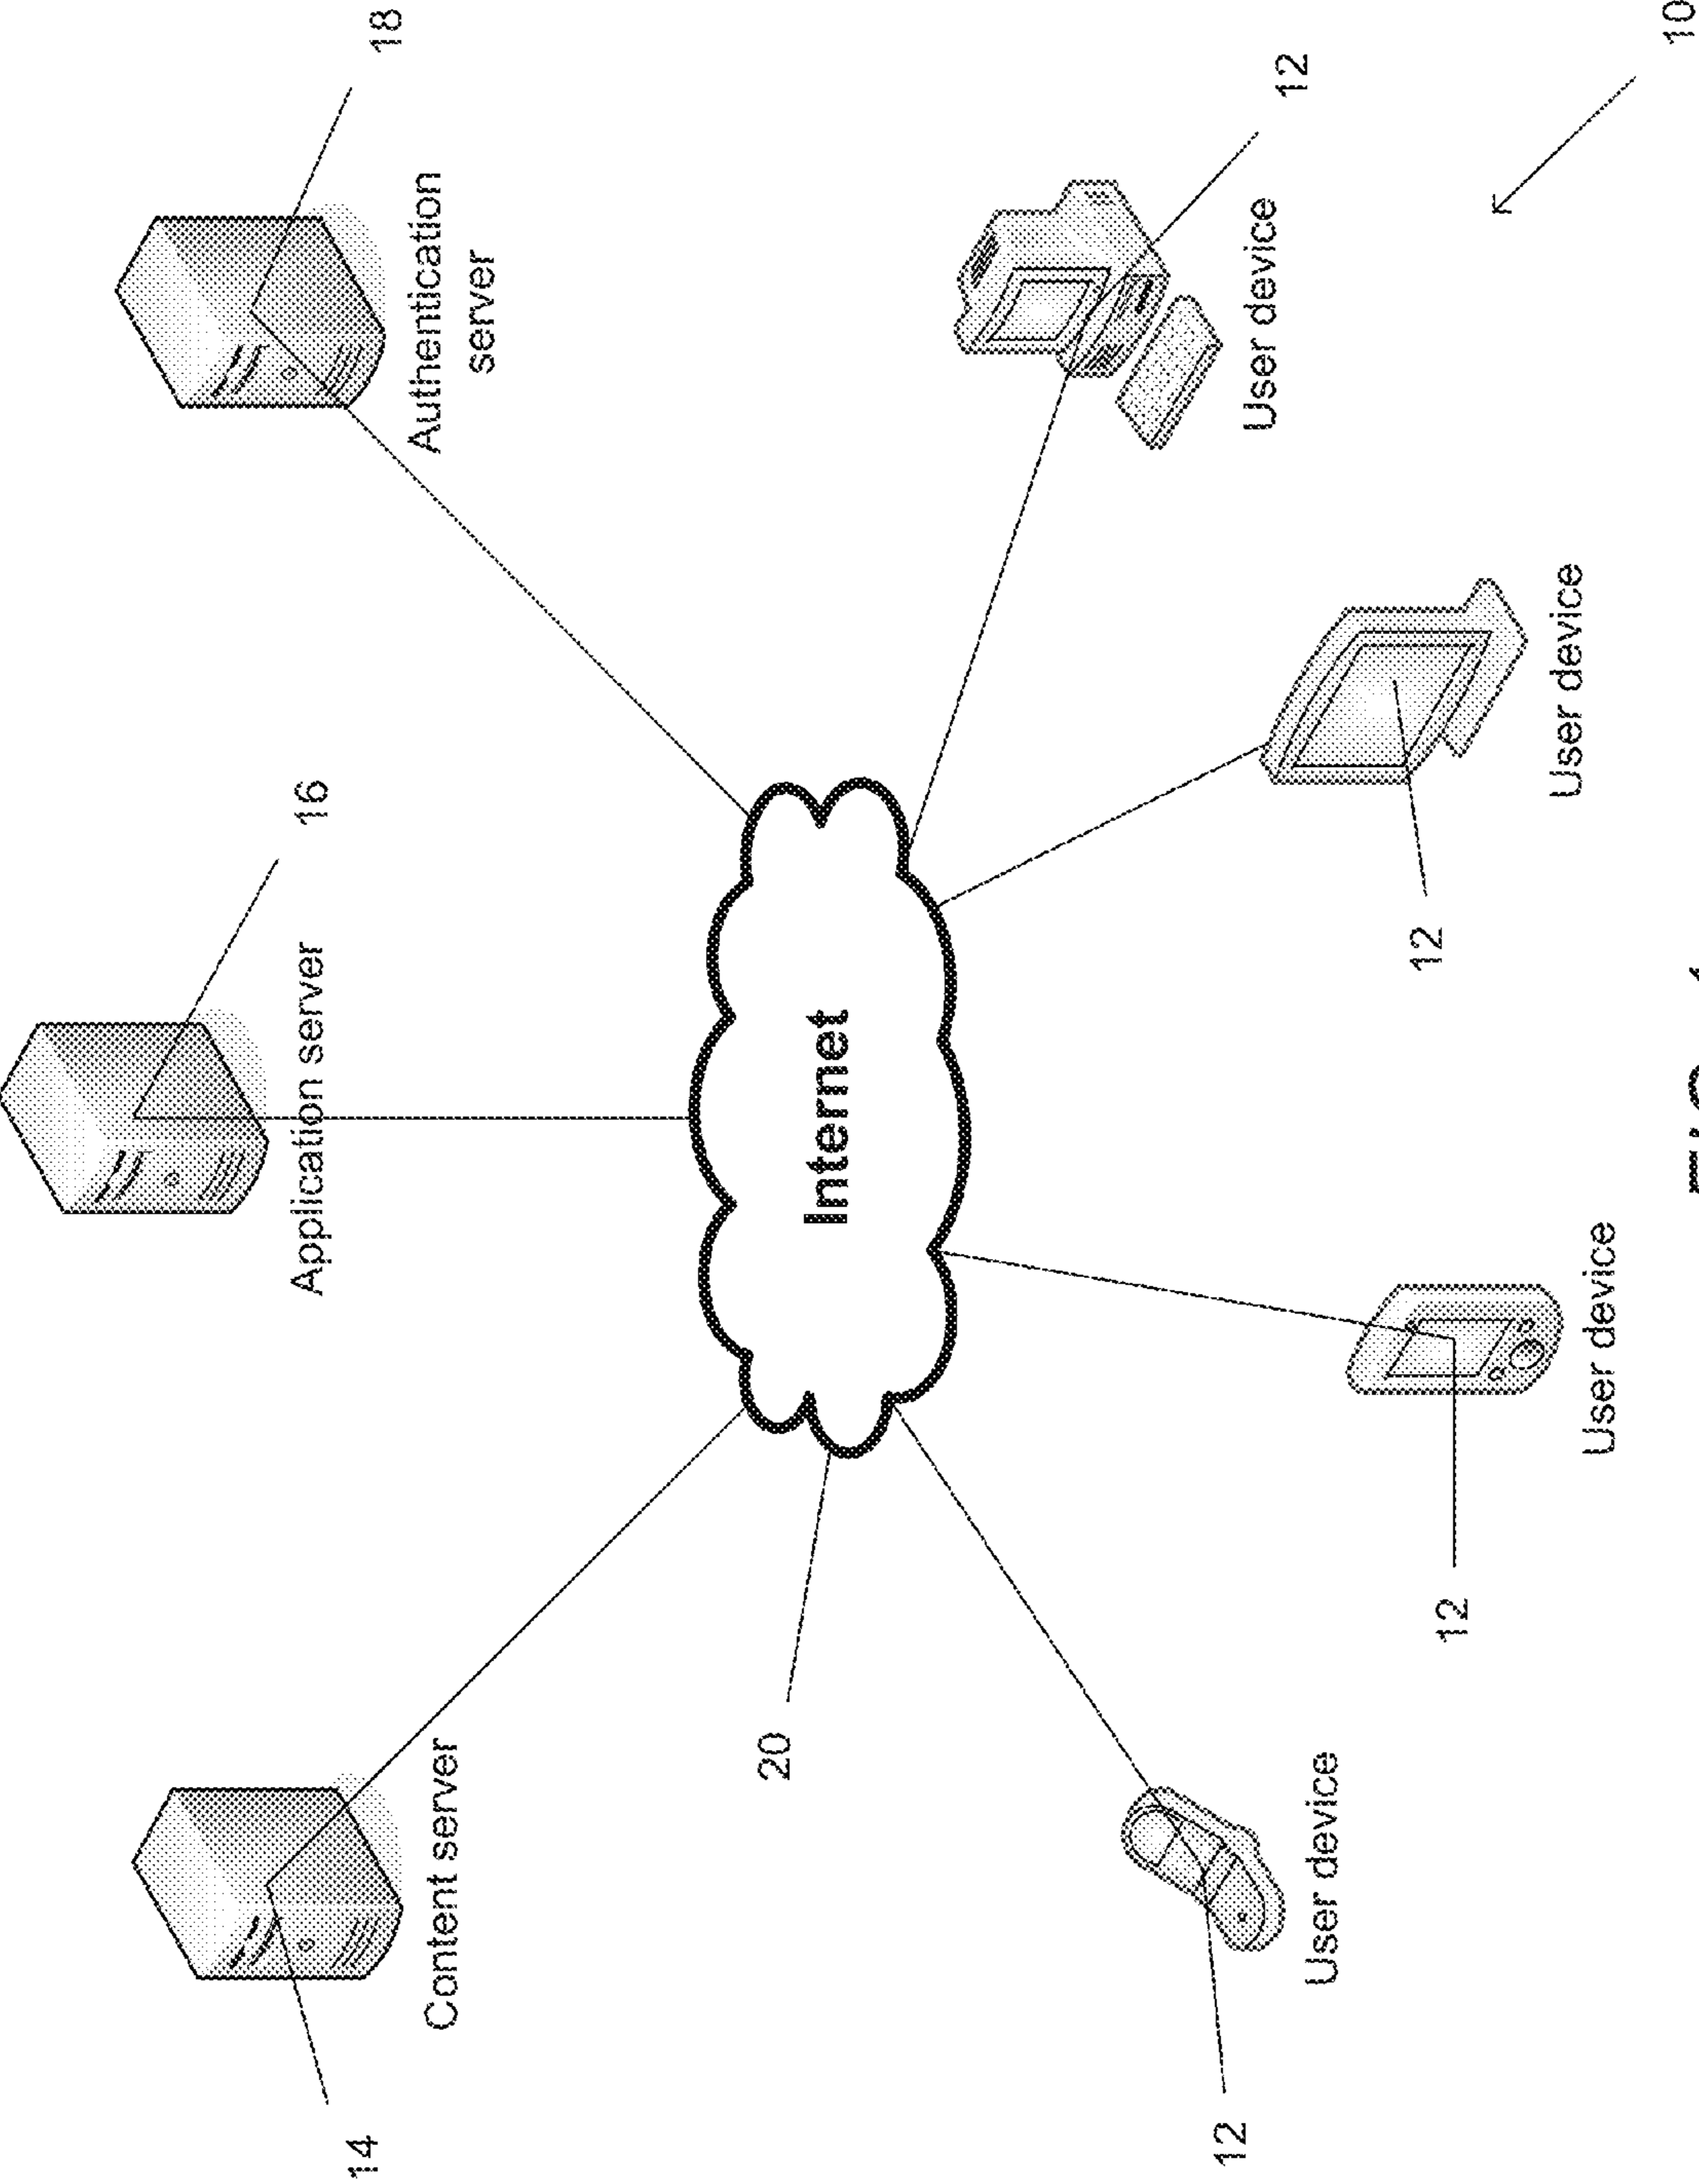 16
Application server
14
18
Content server
Authentication
server
20
Internet
12
12
User device
User device
12
12
User device
User device
10